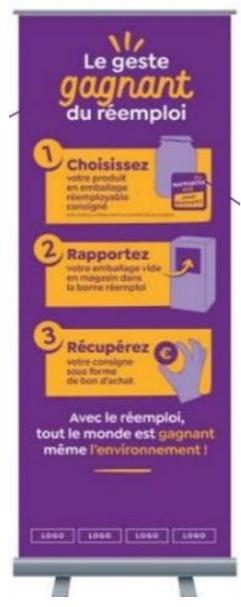 Le geste
gagnant
du réemploi
1
Choisissez
votre produit
en emballage
réemployable
consigné
RAPPORTEZ
2
Rapportez
votre emballage vide
en magasin dans
la borne réemploi
3
Récupérez
votre consigne
sous forme
de bon d'achat
€
Avec le réemploi,
tout le monde est gagnant
même l'environnement !
LOGO LOGO LOGO LOGO